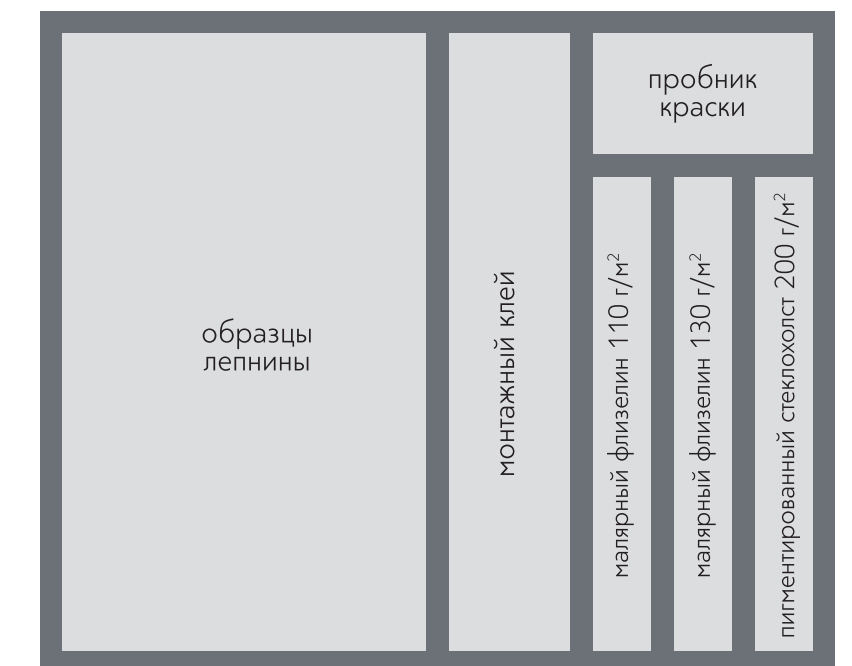 образцы
лепнины
монтажный клей
пробник
краски
малярный флизелин 110 г/м²
малярный флизелин 130 г/м²
пигментированный стеклохолст 200 г/м²